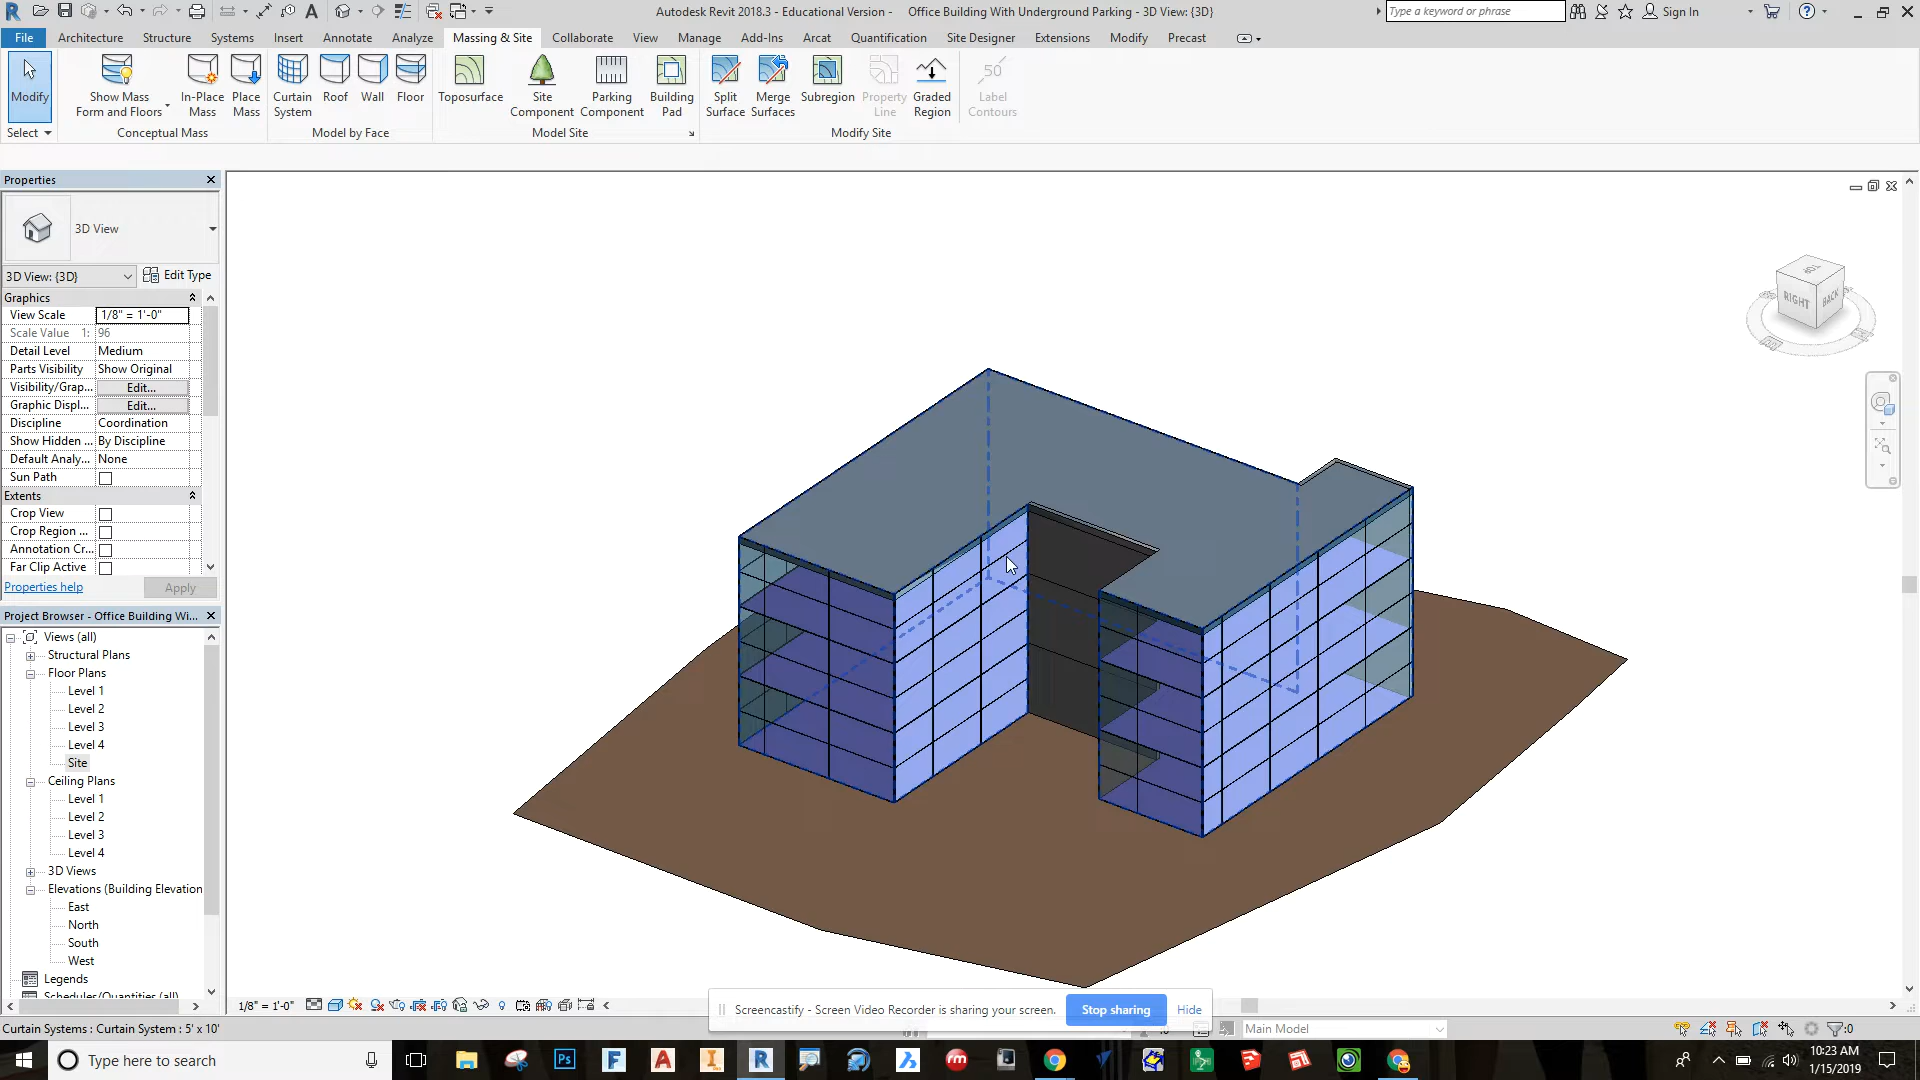 Autodesk Revit 2018.3 - Educational Version - Office Building With Underground Parking - 3D View: {3D}
Type a keyword or phrase
Sign In
File Architecture Structure Systems Insert Annotate Analyze Massing & Site Collaborate View Manage Add-Ins Arcat Quantification Site Designer Extensions Modify Precast
Modify
Show Mass
Form and Floors
In-Place
Mass
Place
Mass
Curtain
System
Roof
Wall
Floor
Toposurface
Site
Component
Parking
Component
Building
Pad
Split
Surface
Merge
Surfaces
Subregion
Property
Line
Graded
Region
50
Label
Contours
Select
Conceptual Mass
Model by Face
Model Site
Modify Site
Properties
3D View
3D View: {3D}
Edit Type
Graphics
View Scale 1/8" = 1'-0"
Scale Value 1: 96
Detail Level Medium
Parts Visibility Show Original
Visibility/Grap... Edit...
Graphic Displ... Edit...
Discipline Coordination
Show Hidden ... By Discipline
Default Analy... None
Sun Path
Extents
Crop View
Crop Region ...
Annotation Cr...
Far Clip Active
Properties help
Apply
Project Browser - Office Building Wi...
Views (all)
Structural Plans
Floor Plans
Level 1
Level 2
Level 3
Level 4
Site
Ceiling Plans
Level 1
Level 2
Level 3
Level 4
3D Views
Elevations (Building Elevation
East
North
South
West
Legends
Schedules/Quantities (all)
TOP
RIGHT
BACK
1/8" = 1'-0"
Screencastify - Screen Video Recorder is sharing your screen.
Stop sharing
Hide
Curtain Systems : Curtain System : 5' x 10'
Main Model
:0
Type here to search
10:23 AM
1/15/2019